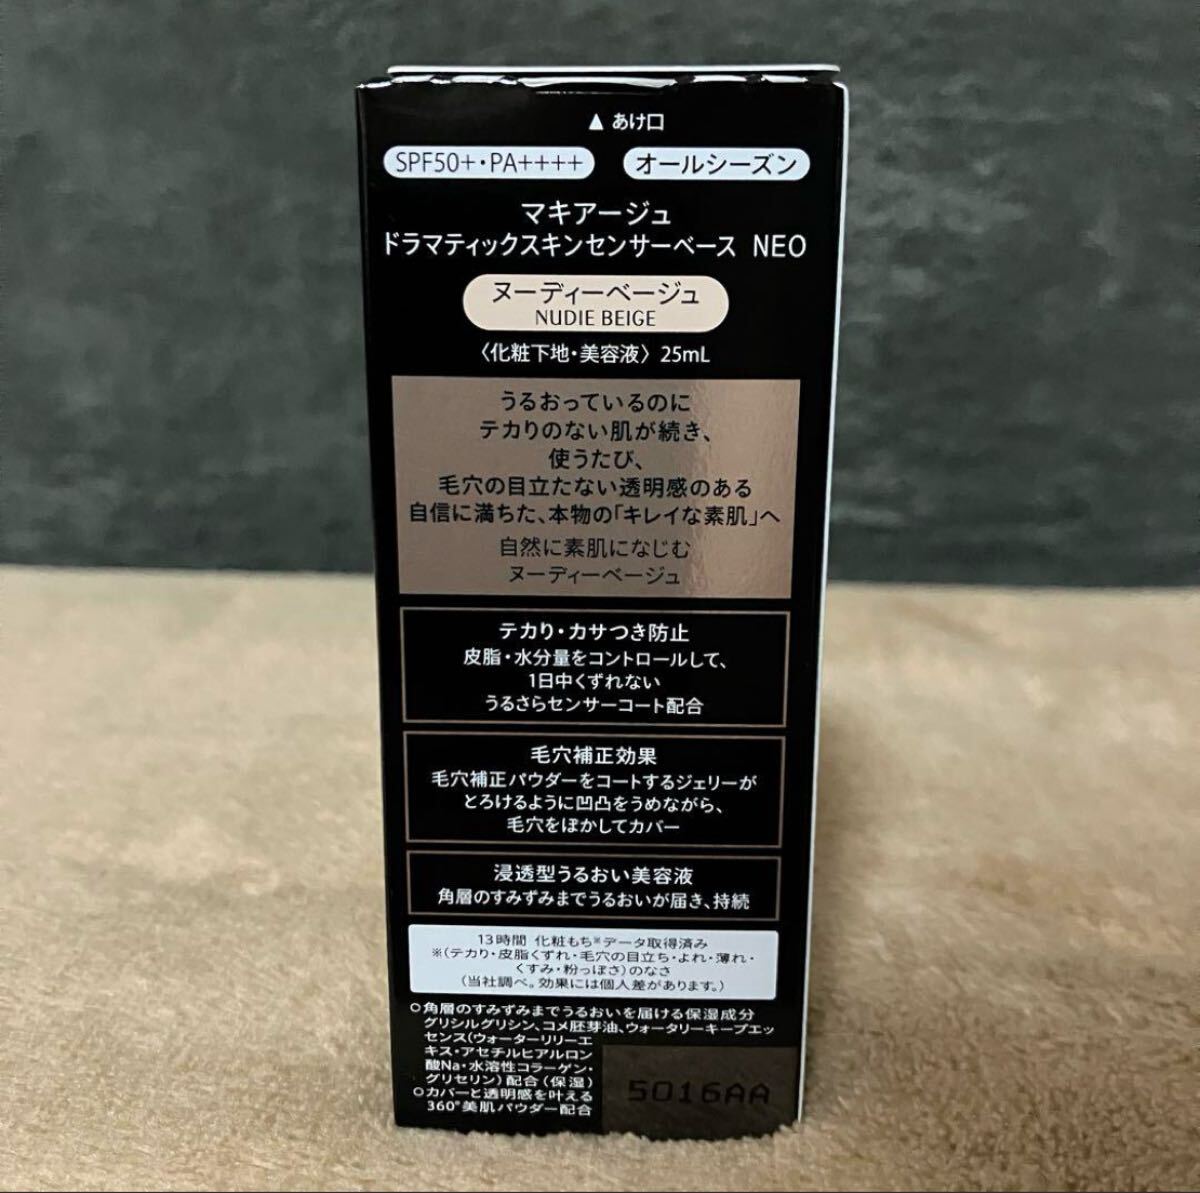 ▲ あけ口
SPF50+・PA++++ オールシーズン
マキアージュ
ドラマティックスキンセンサーベース NEO
ヌーディーベージュ
NUDIE BEIGE
〈化粧下地・美容液〉 25mL
うるおっているのに
テカりのない肌が続き、
使うたび、
毛穴の目立たない透明感のある
自信に満ちた、本物の「キレイな素肌」へ
自然に素肌になじむ
ヌーディーベージュ
テカり・カサつき防止
皮脂・水分量をコントロールして、
1日中くずれない
うるさらセンサーコート配合
毛穴補正効果
毛穴補正パウダーをコートするジェリーが
とろけるように凹凸をうめながら、
毛穴をぼかしてカバー
浸透型うるおい美容液
角層のすみずみまでうるおいが届き、持続
13時間 化粧もち※データ取得済み
※(テカり・皮脂くずれ・毛穴の目立ち・よれ・薄れ・
くすみ・粉っぽさ)のなさ
(当社調べ。効果には個人差があります。)
○角層のすみずみまでうるおいを届ける保湿成分
グリシルグリシン、コメ胚芽油、ウォータリーキープエッ
センス(ウォーターリリーエ
キス・アセチルヒアルロン
酸Na・水溶性コラーゲン・
グリセリン)配合(保湿)
○カバーと透明感を叶える
360°美肌パウダー配合
5016AA